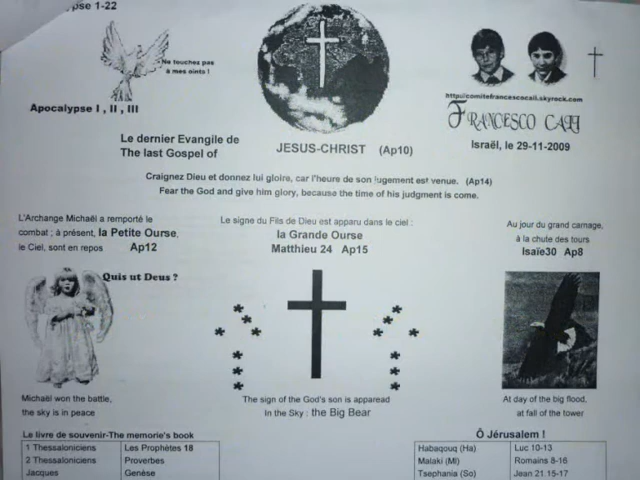 pse 1-22
Ne touchez pas
à mes oints !
Apocalypse I , II , III
http://comitefrancescocali.skyrock.com
FRANCESCO CALI
Israël, le 29-11-2009
Le dernier Evangile de
The last Gospel of
JESUS-CHRIST (Ap10)
Craignez Dieu et donnez lui gloire, car l'heure de son jugement est venue. (Ap14)
Fear the God and give him glory, because the time of his judgment is come.
L'Archange Michaël a remporté le
combat ; à présent, la Petite Ourse,
le Ciel, sont en repos Ap12
Le signe du Fils de Dieu est apparu dans le ciel :
la Grande Ourse
Matthieu 24 Ap15
Au jour du grand carnage,
à la chute des tours
Isaïe30 Ap8
Quis ut Deus ?
Michaël won the battle,
the sky is in peace
The sign of the God's son is apparead
In the Sky : the Big Bear
At day of the big flood,
at fall of the tower
Le livre de souvenir-The memorie's book
1 Thessaloniciens Les Prophètes 18
2 Thessaloniciens Proverbes
Jacques Genèse
Ô Jérusalem !
Habaqouq (Ha) Luc 10-13
Malaki (Ml) Romains 8-16
Tsephania (So) Jean 21.15-17